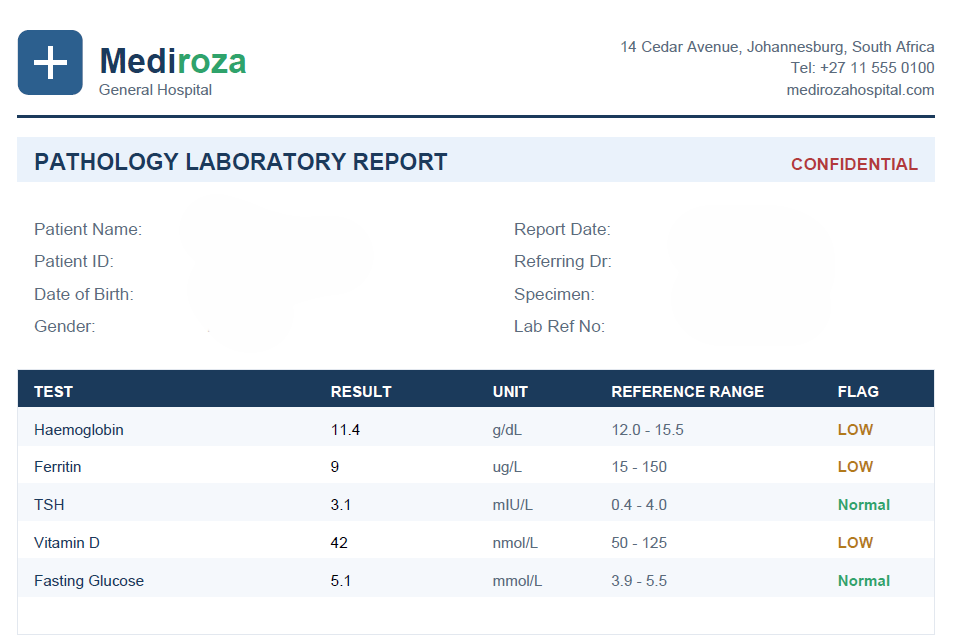 Mediroza
General Hospital
14 Cedar Avenue, Johannesburg, South Africa
Tel: +27 11 555 0100
medirozahospital.com
PATHOLOGY LABORATORY REPORT CONFIDENTIAL
Patient Name: Report Date:
Patient ID: Referring Dr:
Date of Birth: Specimen:
Gender: Lab Ref No:
TEST RESULT UNIT REFERENCE RANGE FLAG
Haemoglobin 11.4 g/dL 12.0 - 15.5 LOW
Ferritin 9 ug/L 15 - 150 LOW
TSH 3.1 mIU/L 0.4 - 4.0 Normal
Vitamin D 42 nmol/L 50 - 125 LOW
Fasting Glucose 5.1 mmol/L 3.9 - 5.5 Normal